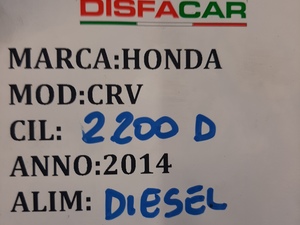 DISFACAR
MARCA:HONDA
MOD:CRV
CIL: 2200 D
ANNO:2014
ALIM: DIESEL